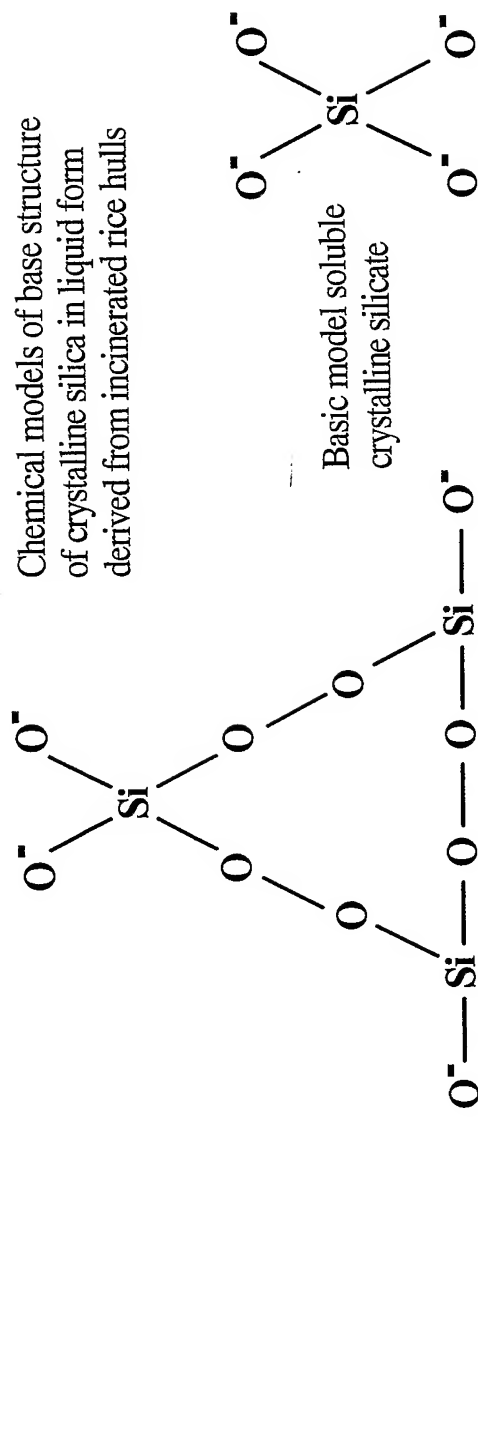 Chemical models of base structure
of crystalline silica in liquid form
derived from incinerated rice hulls
O⁻ O⁻
Si
O O
O O
O⁻ — Si — O — O — Si — O⁻
Basic model soluble
crystalline silicate
O⁻ O⁻
Si
O⁻ O⁻